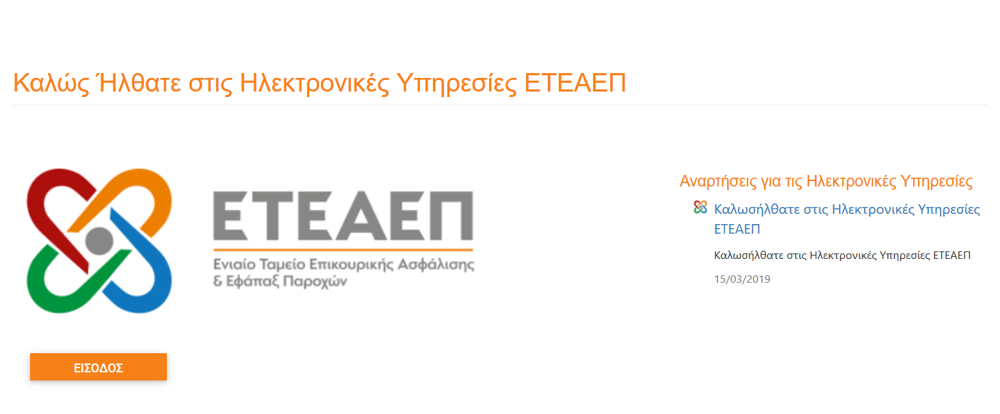 Καλώς Ήλθατε στις Ηλεκτρονικές Υπηρεσίες ΕΤΕΑΕΠ
ΕΤΕΑΕΠ
Ενιαίο Ταμείο Επικουρικής Ασφάλισης
& Εφάπαξ Παροχών
ΕΙΣΟΔΟΣ
Αναρτήσεις για τις Ηλεκτρονικές Υπηρεσίες
Καλωσήλθατε στις Ηλεκτρονικές Υπηρεσίες
ΕΤΕΑΕΠ
Καλωσήλθατε στις Ηλεκτρονικές Υπηρεσίες ΕΤΕΑΕΠ
15/03/2019